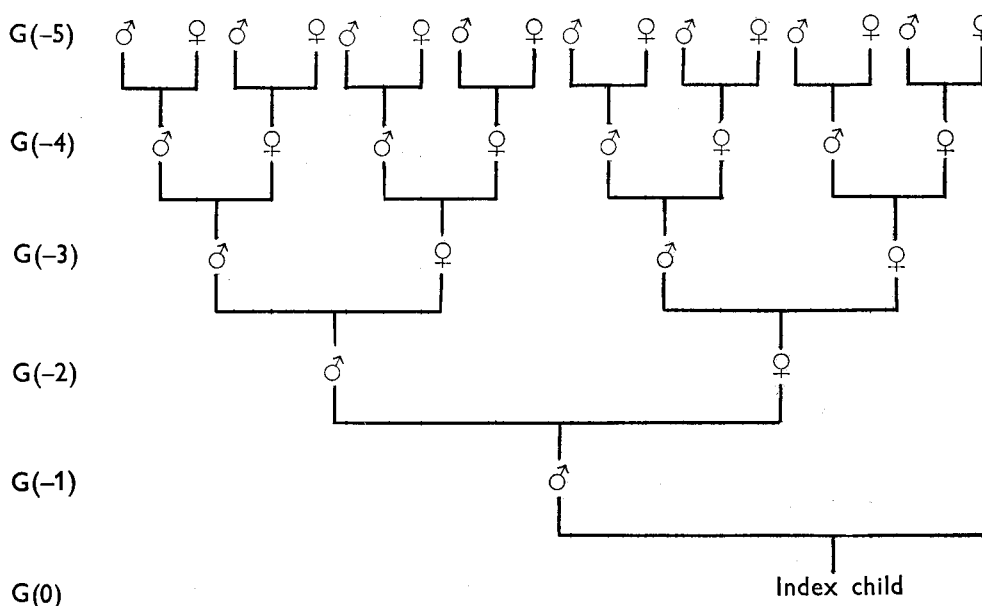 G(–5) ♂ ♀ ♂ ♀ ♂ ♀ ♂ ♀ ♂ ♀ ♂ ♀ ♂ ♀ ♂ ♀
G(–4) ♂ ♀ ♂ ♀ ♂ ♀ ♂ ♀
G(–3) ♂ ♀ ♂ ♀
G(–2) ♂ ♀
G(–1) ♂
G(0) Index child